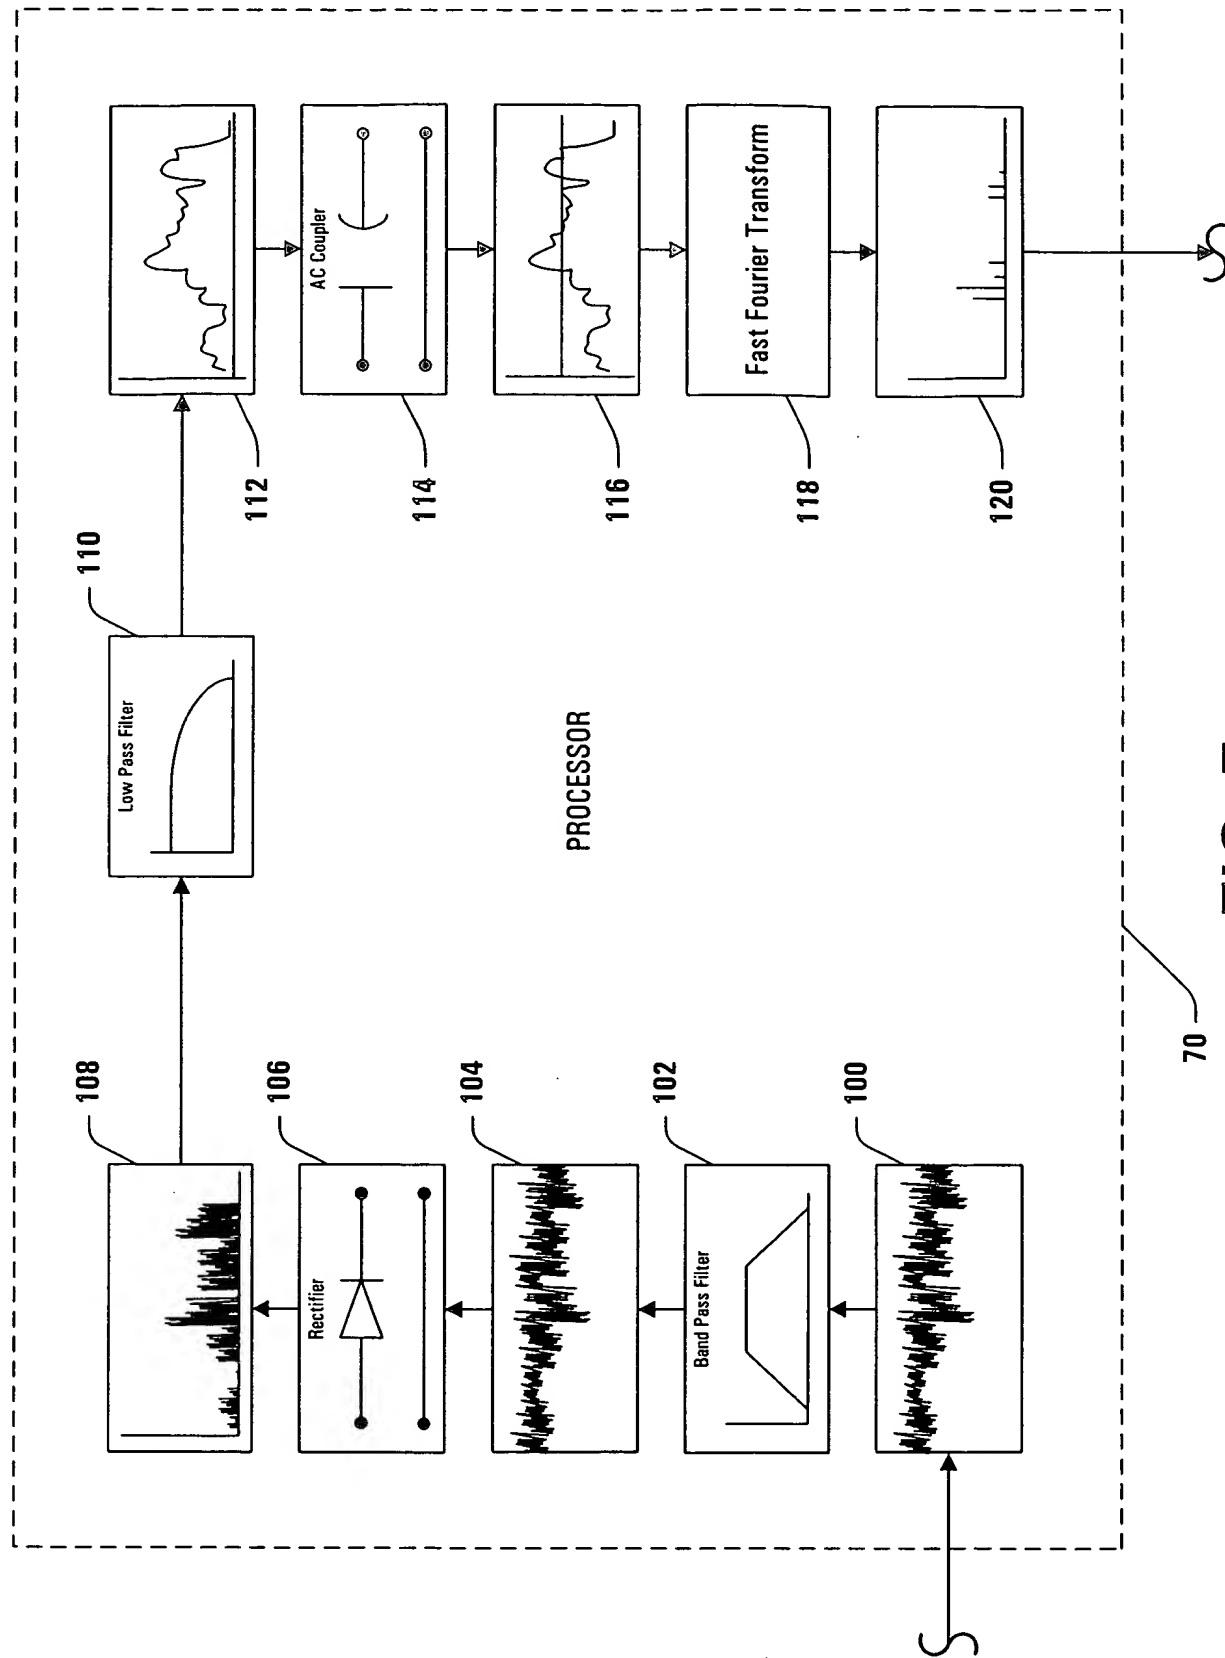 108
106
104
102
100
Rectifier
Band Pass Filter
110
Low Pass Filter
PROCESSOR
112
114
116
118
120
AC Coupler
Fast Fourier Transform
70